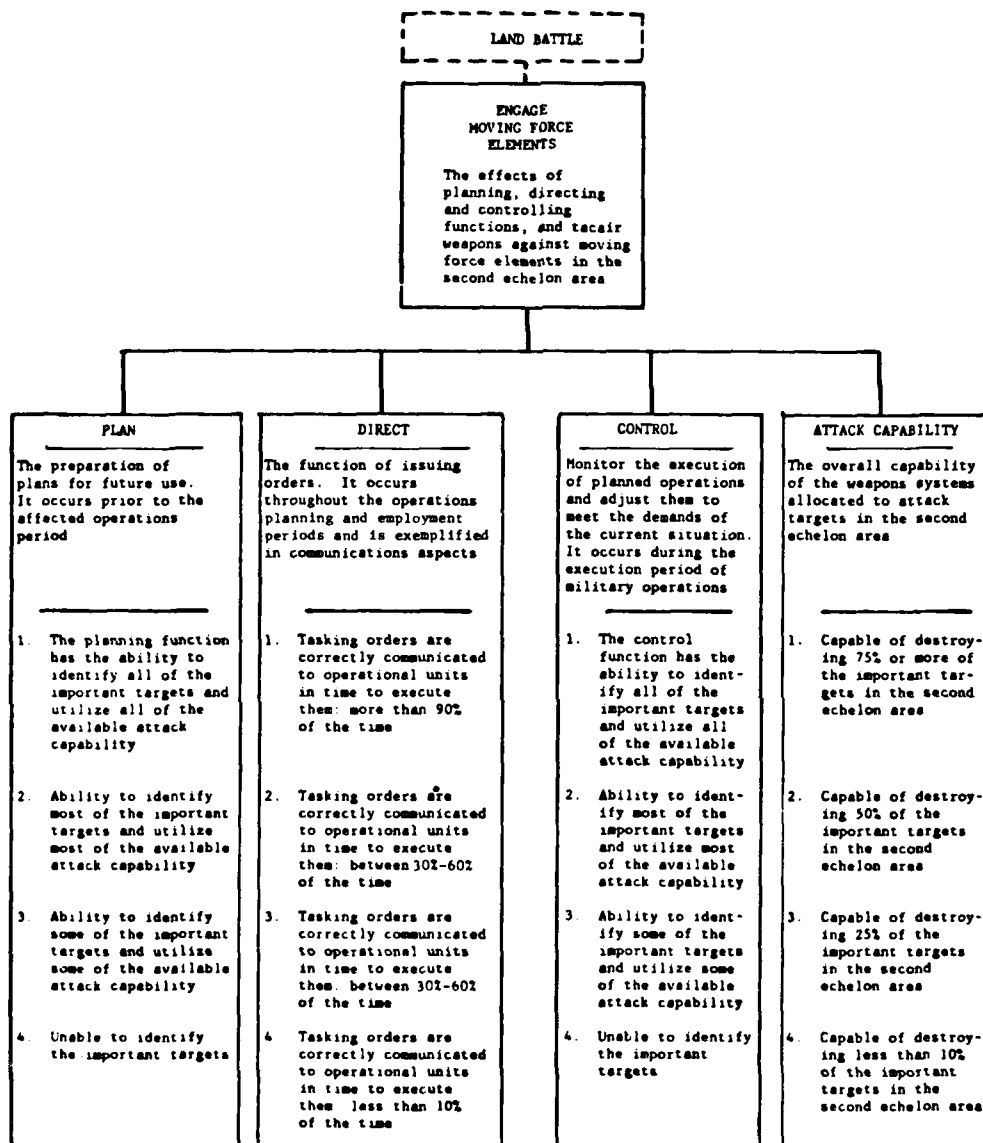 LAND BATTLE
ENGAGE
MOVING FORCE
ELEMENTS
The effects of
planning, directing
and controlling
functions, and tacair
weapons against moving
force elements in the
second echelon area
PLAN
The preparation of
plans for future use.
It occurs prior to the
affected operations
period
1. The planning function
has the ability to
identify all of the
important targets and
utilize all of the
available attack
capability
2. Ability to identify
most of the important
targets and utilize
most of the available
attack capability
3. Ability to identify
some of the important
targets and utilize
some of the available
attack capability
4. Unable to identify
the important targets
DIRECT
The function of issuing
orders. It occurs
throughout the operations
planning and employment
periods and is exemplified
in communications aspects
1. Tasking orders are
correctly communicated
to operational units
in time to execute
them: more than 90%
of the time
2. Tasking orders are
correctly communicated
to operational units
in time to execute
them: between 30%-60%
of the time
3. Tasking orders are
correctly communicated
to operational units
in time to execute
them. between 30%-60%
of the time
4 Tasking orders are
correctly communicated
to operational units
in time to execute
them less than 10%
of the time
CONTROL
Monitor the execution
of planned operations
and adjust them to
meet the demands of
the current situation.
It occurs during the
execution period of
military operations
1. The control
function has the
ability to ident-
ify all of the
important targets
and utilize all
of the available
attack capability
2. Ability to ident-
ify most of the
important targets
and utilize most
of the available
attack capability
3. Ability to ident-
ify some of the
important targets
and utilize some
of the available
attack capability
4. Unable to identify
the important
targets
ATTACK CAPABILITY
The overall capability
of the weapons systems
allocated to attack
targets in the second
echelon area
1. Capable of destroy-
ing 75% or more of
the important tar-
gets in the second
echelon area
2. Capable of destroy-
ing 50% of the
important targets
in the second
echelon area
3. Capable of destroy-
ing 25% of the
important targets
in the second
echelon area
4. Capable of destroy-
ing less than 10%
of the important
targets in the
second echelon area